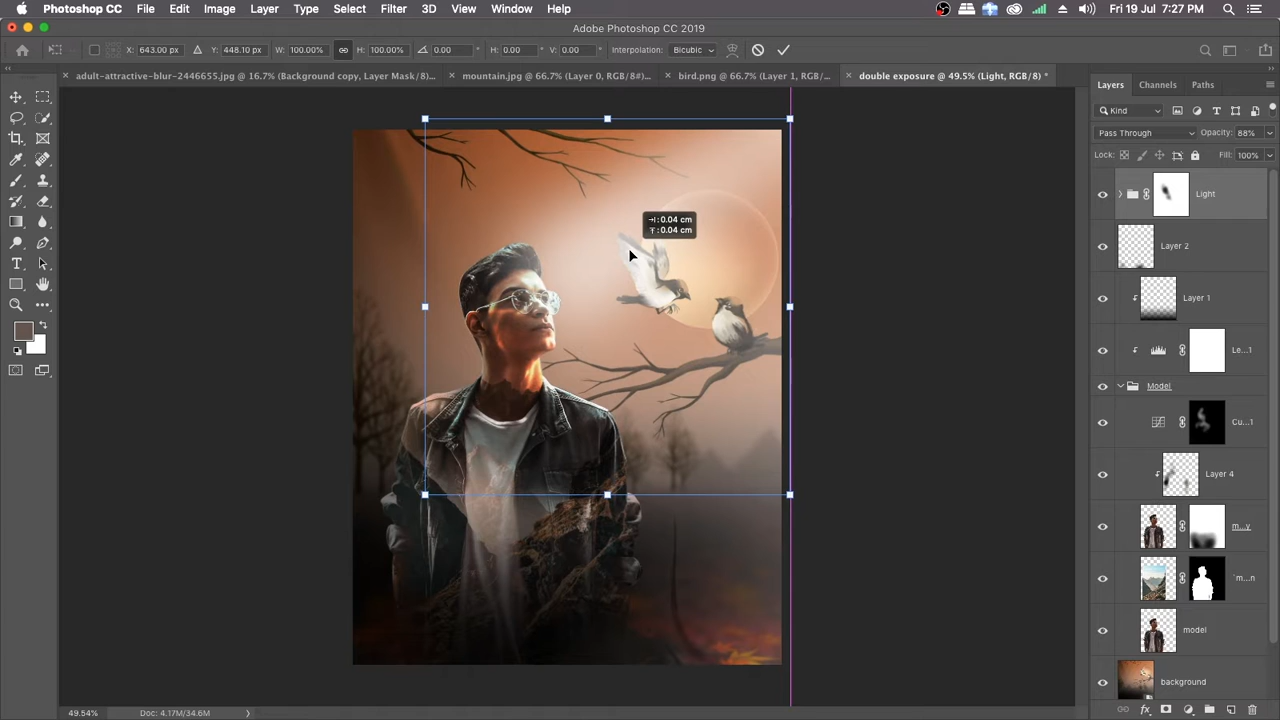 Photoshop CC File Edit Image Layer Type Select Filter 3D View Window Help Fri 19 Jul 7:27 PM
Adobe Photoshop CC 2019
X: 643.00 px Y: 448.10 px W: 100.00% H: 100.00% 0.00 ° H: 0.00 ° V: 0.00 ° Interpolation: Bicubic
adult-attractive-blur-2446655.jpg @ 16.7% (Background copy, Layer Mask/8)... mountain.jpg @ 66.7% (Layer 0, RGB/8#)... bird.png @ 66.7% (Layer 1, RGB/... double exposure @ 49.5% (Light, RGB/8) *
Layers Channels Paths
Kind
Pass Through Opacity: 88%
Lock: Fill: 100%
Light
: 0.04 cm
: 0.04 cm
Layer 2
Layer 1
Le...1
Model
Cu...1
Layer 4
m...y
`m...n
model
background
49.54% Doc: 4.17M/34.6M